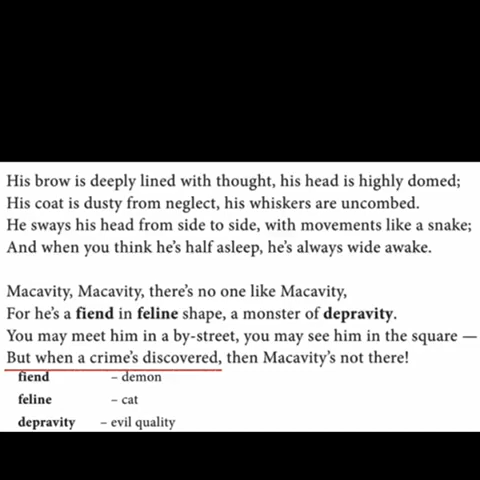 His brow is deeply lined with thought, his head is highly domed;
His coat is dusty from neglect, his whiskers are uncombed.
He sways his head from side to side, with movements like a snake;
And when you think he's half asleep, he's always wide awake.
Macavity, Macavity, there's no one like Macavity,
For he's a fiend in feline shape, a monster of depravity.
You may meet him in a by-street, you may see him in the square —
But when a crime's discovered, then Macavity's not there!
fiend – demon
feline – cat
depravity – evil quality